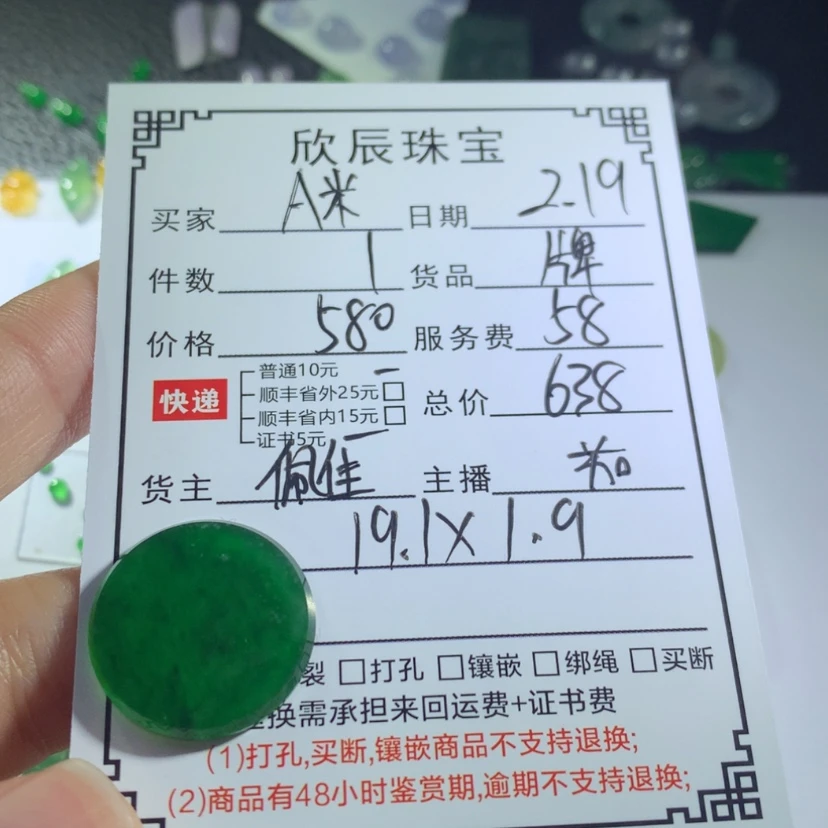 欣辰珠宝
买家 A米 日期 2.19
件数 1 货品 牌
价格 580 服务费 58
快递 普通10元
顺丰省外25元□
顺丰省内15元□
证书5元
总价 638
货主 佩佳 主播
19.1X1.9
裂 □打孔 □镶嵌 □绑绳 □买断
换需承担来回运费+证书费
(1)打孔,买断,镶嵌商品不支持退换;
(2)商品有48小时鉴赏期,逾期不支持退换;